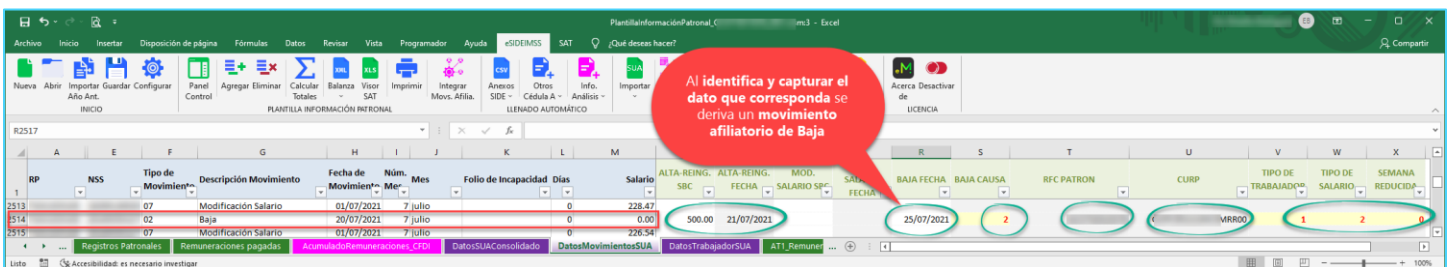 PlantillaInformaciónPatronal_
m:3 - Excel
Archivo Inicio Insertar Disposición de página Fórmulas Datos Revisar Vista Programador Ayuda eSIDEIMSS SAT ¿Qué deseas hacer? Compartir
Nueva Abrir Importar Año Ant. Guardar Configurar Panel Control Agregar Eliminar Calcular Totales Balanza Visor SAT Imprimir Integrar Movs. Afilia. Anexos SIDE Otros Cédula A Info. Análisis Importar Acerca de Desactivar
INICIO PLANTILLA INFORMACIÓN PATRONAL LLENADO AUTOMÁTICO LICENCIA
Al identifica y capturar el
dato que corresponda se
deriva un movimiento
afiliatorio de Baja
R2517 fx
A E F G H I J K L M R S T U V W X
1 RP NSS Tipo de Movimiento Descripción Movimiento Fecha de Movimiento Núm. Mes Mes Folio de Incapacidad Días Salario ALTA-REING. SBC ALTA-REING. FECHA MOD. SALARIO SBC FECHA BAJA FECHA BAJA CAUSA RFC PATRON CURP TIPO DE TRABAJADOR TIPO DE SALARIO SEMANA REDUCIDA
2513 07 Modificación Salario 01/07/2021 7 julio 0 228.47
2514 02 Baja 20/07/2021 7 julio 0 0.00 500.00 21/07/2021 25/07/2021 2 MRR00 1 2 0
2515 07 Modificación Salario 02/07/2021 7 julio 0 226.54
... Registros Patronales Remuneraciones pagadas AcumuladoRemuneraciones_CFDI DatosSUAConsolidado DatosMovimientosSUA DatosTrabajadorSUA AT1_Remuner ...
Listo Accesibilidad: es necesario investigar 100%